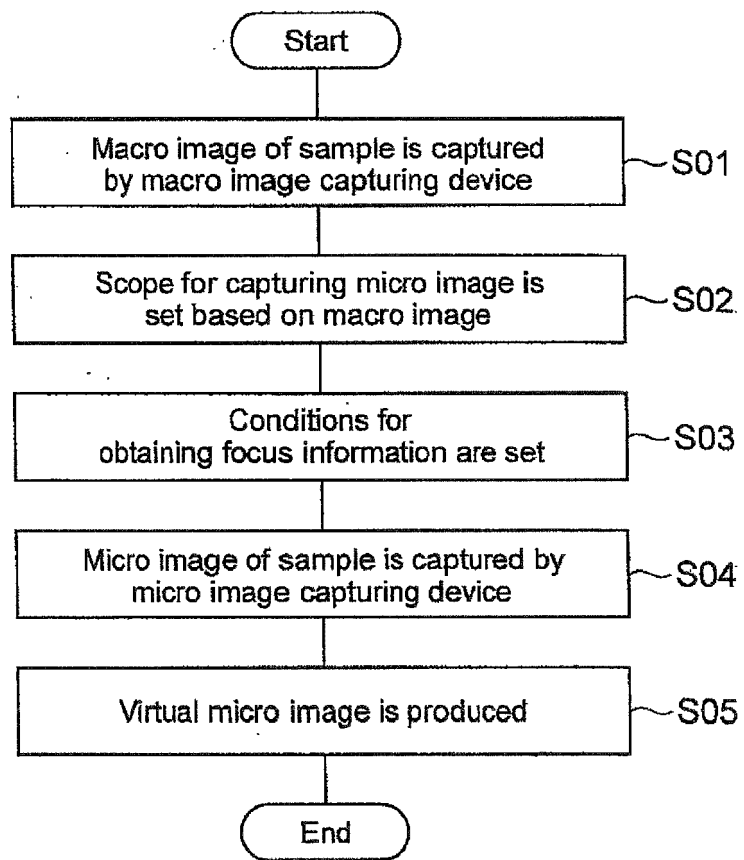 Start
Macro image of sample is captured
by macro image capturing device
S01
Scope for capturing micro image is
set based on macro image
S02
Conditions for
obtaining focus information are set
S03
Micro image of sample is captured by
micro image capturing device
S04
Virtual micro image is produced
S05
End